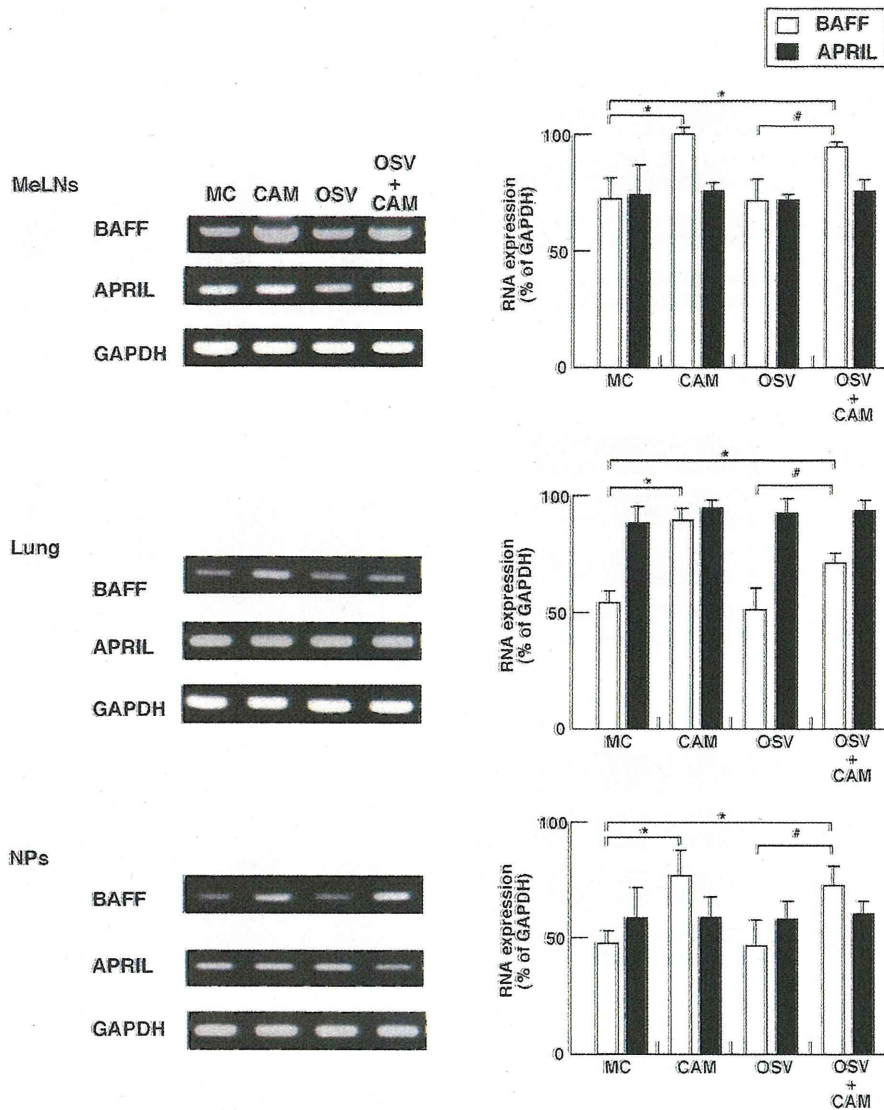 BAFF
APRIL
MeLNs
MC CAM OSV OSV + CAM
BAFF
APRIL
GAPDH
RNA expression
(% of GAPDH)
100
50
0
* * #
MC CAM OSV OSV
+
CAM
Lung
BAFF
APRIL
GAPDH
RNA expression
(% of GAPDH)
100
50
0
* * #
MC CAM OSV OSV
+
CAM
NPs
BAFF
APRIL
GAPDH
RNA expression
(% of GAPDH)
100
50
0
* * #
MC CAM OSV OSV
+
CAM